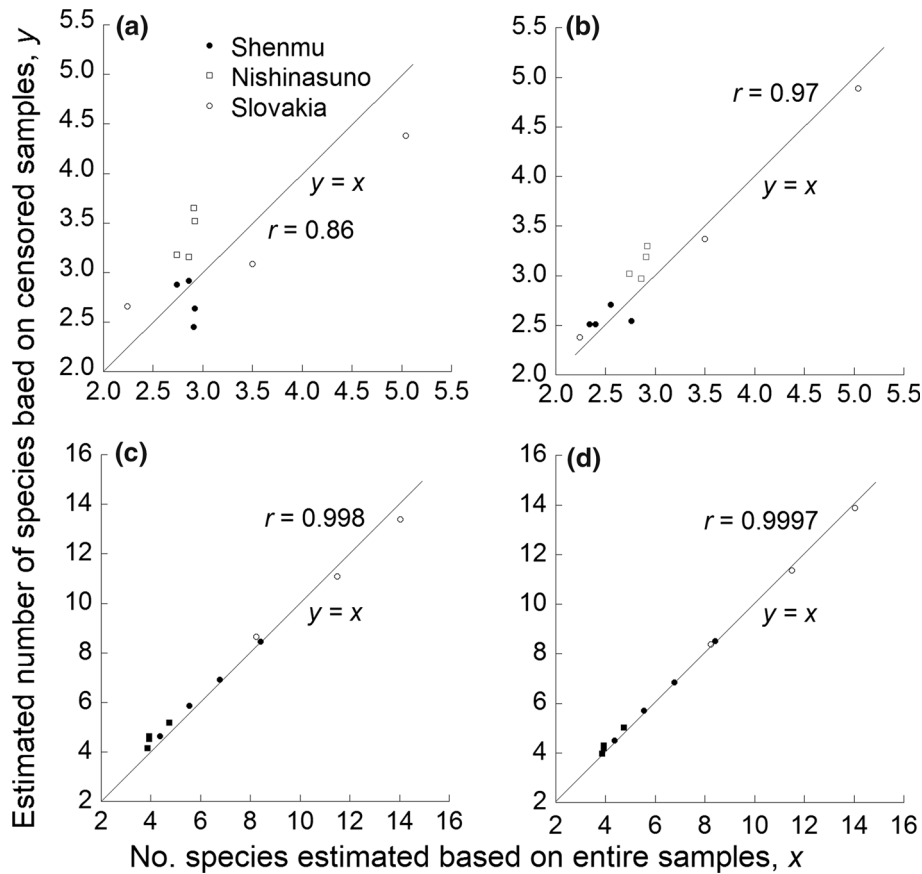 Estimated number of species baed on censored samples, y
(a)
● Shenmu
□ Nishinasuno
○ Slovakia
y = x
r = 0.86
5.5
5.0
4.5
4.0
3.5
3.0
2.5
2.0
2.0 2.5 3.0 3.5 4.0 4.5 5.0 5.5
(b)
r = 0.97
y = x
5.5
5.0
4.5
4.0
3.5
3.0
2.5
2.0
2.0 2.5 3.0 3.5 4.0 4.5 5.0 5.5
(c)
r = 0.998
y = x
16
14
12
10
8
6
4
2
2 4 6 8 10 12 14 16
(d)
r = 0.9997
y = x
16
14
12
10
8
6
4
2
2 4 6 8 10 12 14 16
No. species estimated based on entire samples, x